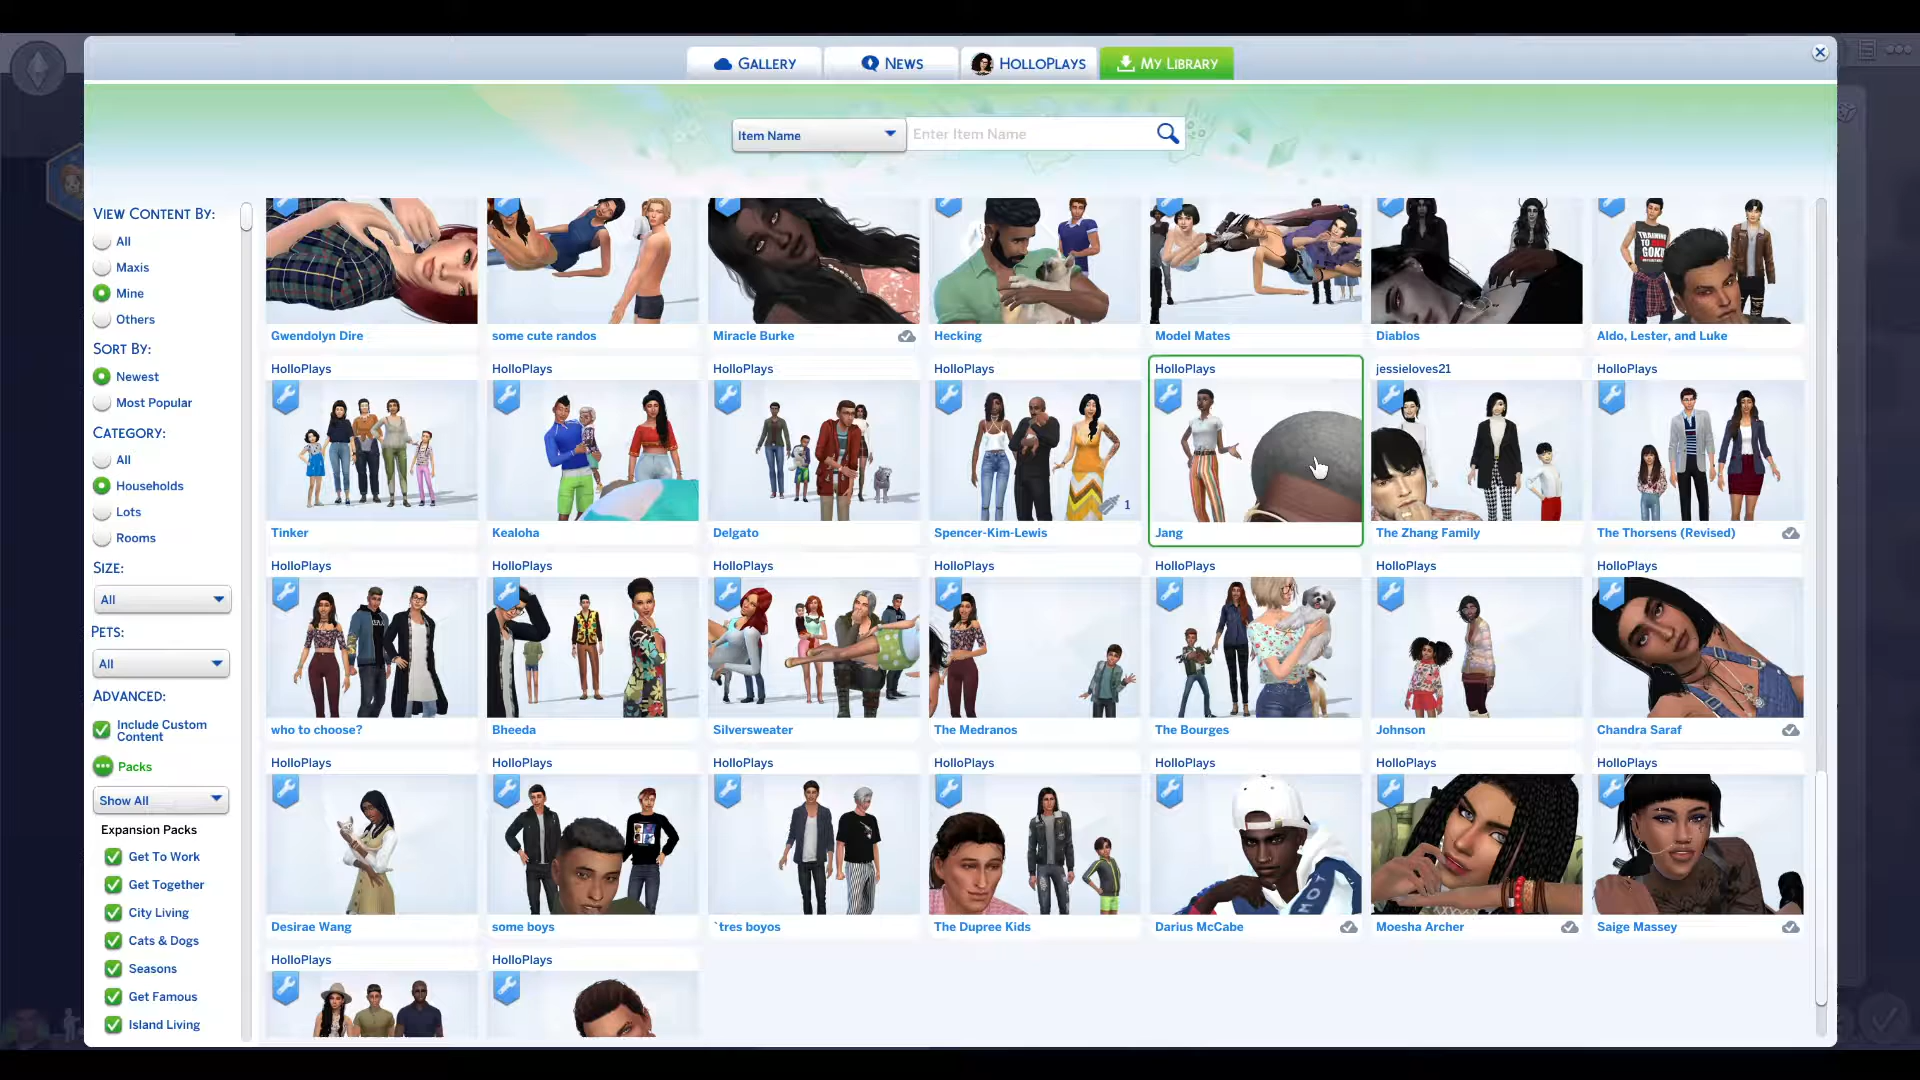 GALLERY
NEWS
HOLLOPLAYS
MY LIBRARY
Item Name
Enter Item Name
VIEW CONTENT BY:
All
Maxis
Mine
Others
SORT BY:
Newest
Most Popular
CATEGORY:
All
Households
Lots
Rooms
SIZE:
All
PETS:
All
ADVANCED:
Include Custom
Content
Packs
Show All
Expansion Packs
Get To Work
Get Together
City Living
Cats & Dogs
Seasons
Get Famous
Island Living
Gwendolyn Dire
some cute randos
Miracle Burke
Hecking
Model Mates
Diablos
TRAINING
TO
GOKU
Aldo, Lester, and Luke
HolloPlays
Tinker
HolloPlays
Kealoha
HolloPlays
Delgato
HolloPlays
1
Spencer-Kim-Lewis
HolloPlays
Jang
jessieloves21
The Zhang Family
HolloPlays
The Thorsens (Revised)
HolloPlays
who to choose?
HolloPlays
Bheeda
HolloPlays
Silversweater
HolloPlays
The Medranos
HolloPlays
The Bourges
HolloPlays
Johnson
HolloPlays
Chandra Saraf
HolloPlays
Desirae Wang
HolloPlays
some boys
HolloPlays
`tres boyos
HolloPlays
The Dupree Kids
HolloPlays
Darius McCabe
HolloPlays
Moesha Archer
HolloPlays
Saige Massey
HolloPlays
HolloPlays